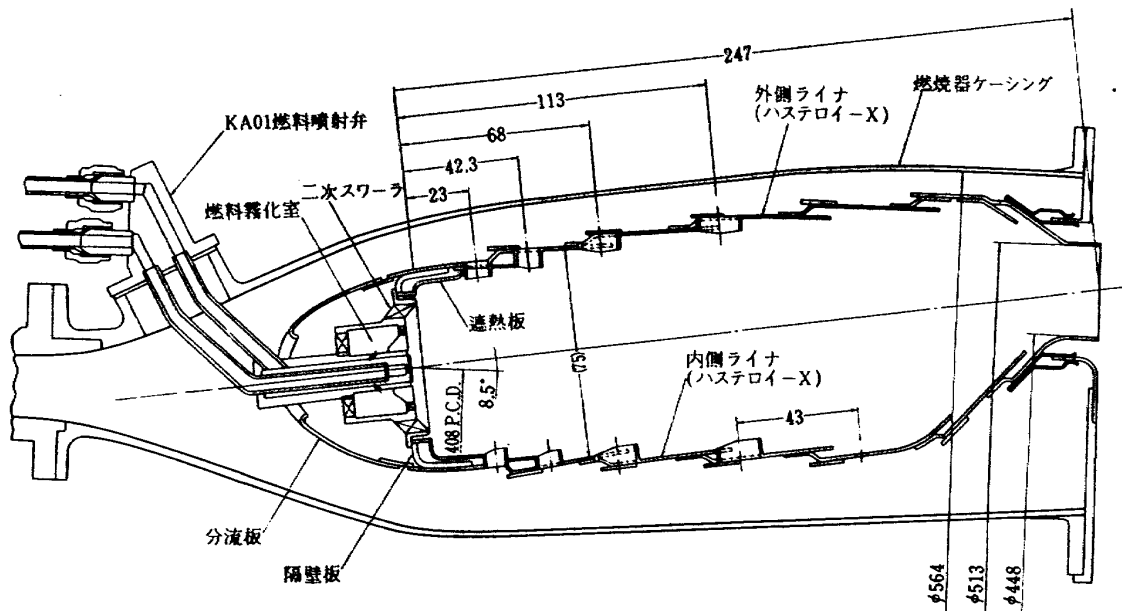 247
燃焼器ケーシング
外側ライナ
(ハステロイ－X)
113
68
KA01燃料噴射弁
42.3
二次スワーラ
23
燃料霧化室
遮熱板
内側ライナ
(ハステロイ－X)
(75)
8.5°
408 P.C.D.
43
分流板
隔壁板
φ564
φ513
φ448